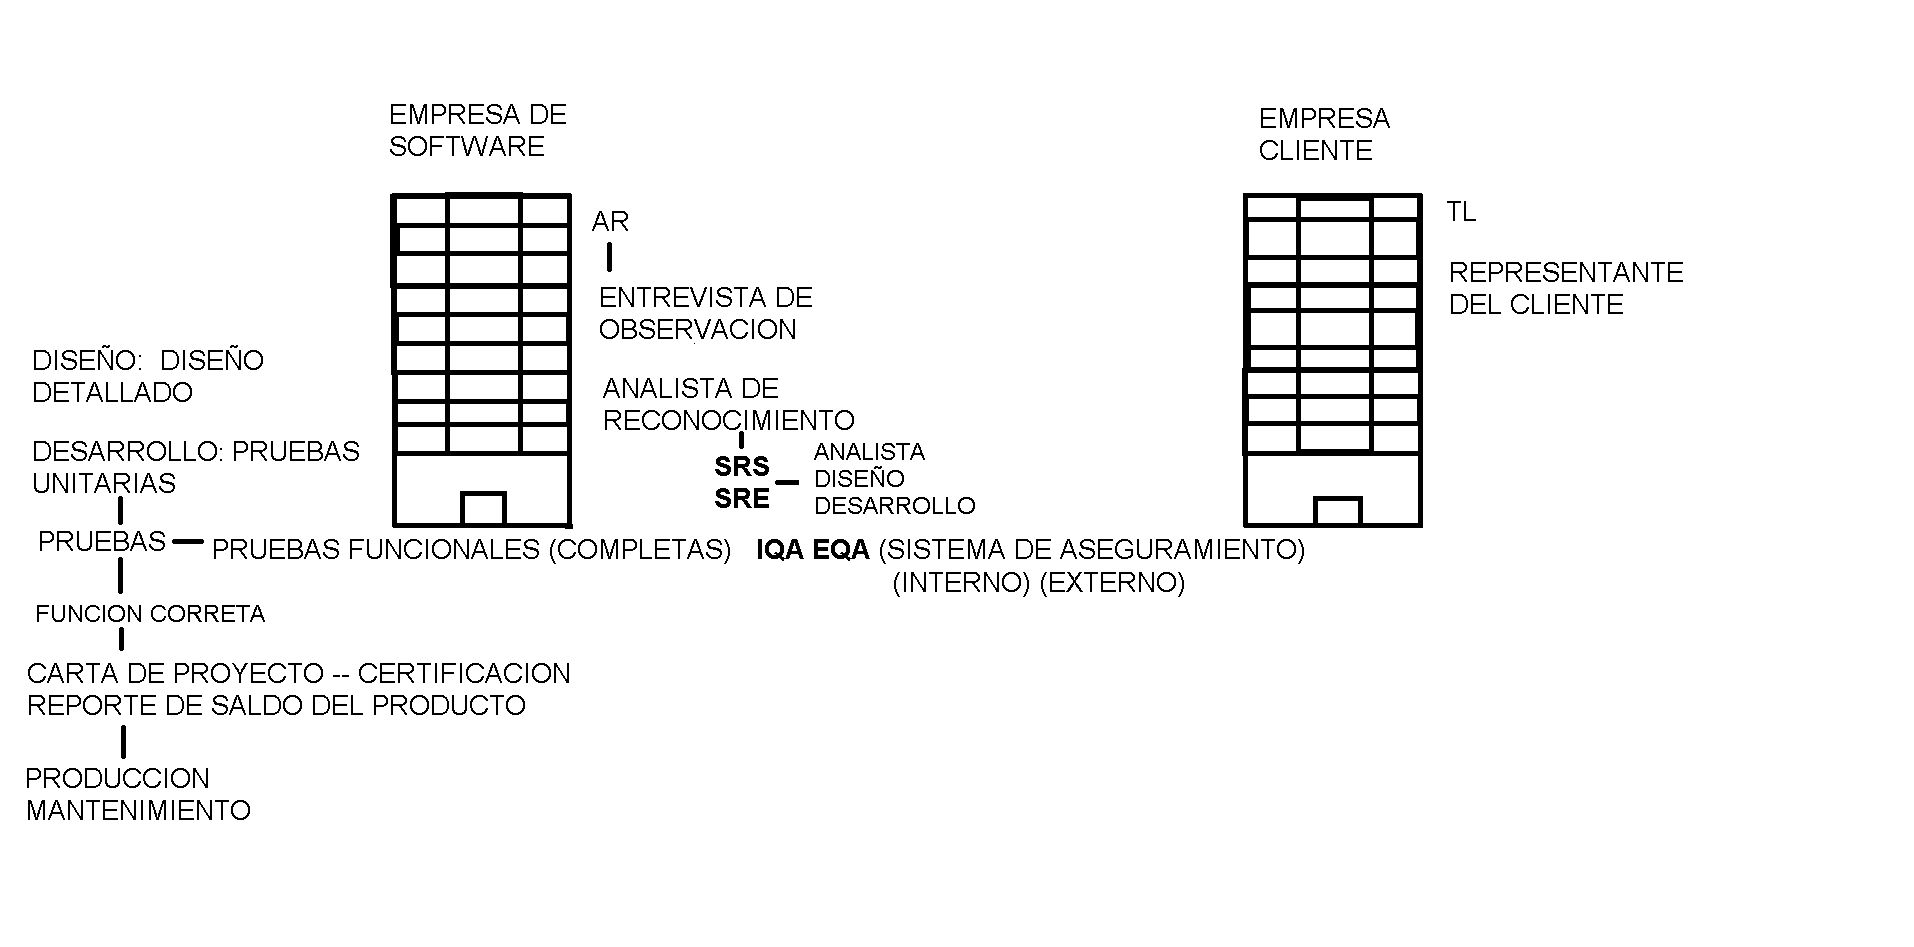 EMPRESA DE
SOFTWARE
EMPRESA
CLIENTE
AR
TL
ENTREVISTA DE
OBSERVACION
REPRESENTANTE
DEL CLIENTE
DISEÑO:  DISEÑO
DETALLADO
ANALISTA DE
RECONOCIMIENTO
DESARROLLO: PRUEBAS
UNITARIAS
SRS
SRE
ANALISTA
DISEÑO
DESARROLLO
PRUEBAS
PRUEBAS FUNCIONALES (COMPLETAS)   IQA EQA (SISTEMA DE ASEGURAMIENTO)
(INTERNO) (EXTERNO)
FUNCION CORRETA
CARTA DE PROYECTO -- CERTIFICACION
REPORTE DE SALDO DEL PRODUCTO
PRODUCCION
MANTENIMIENTO